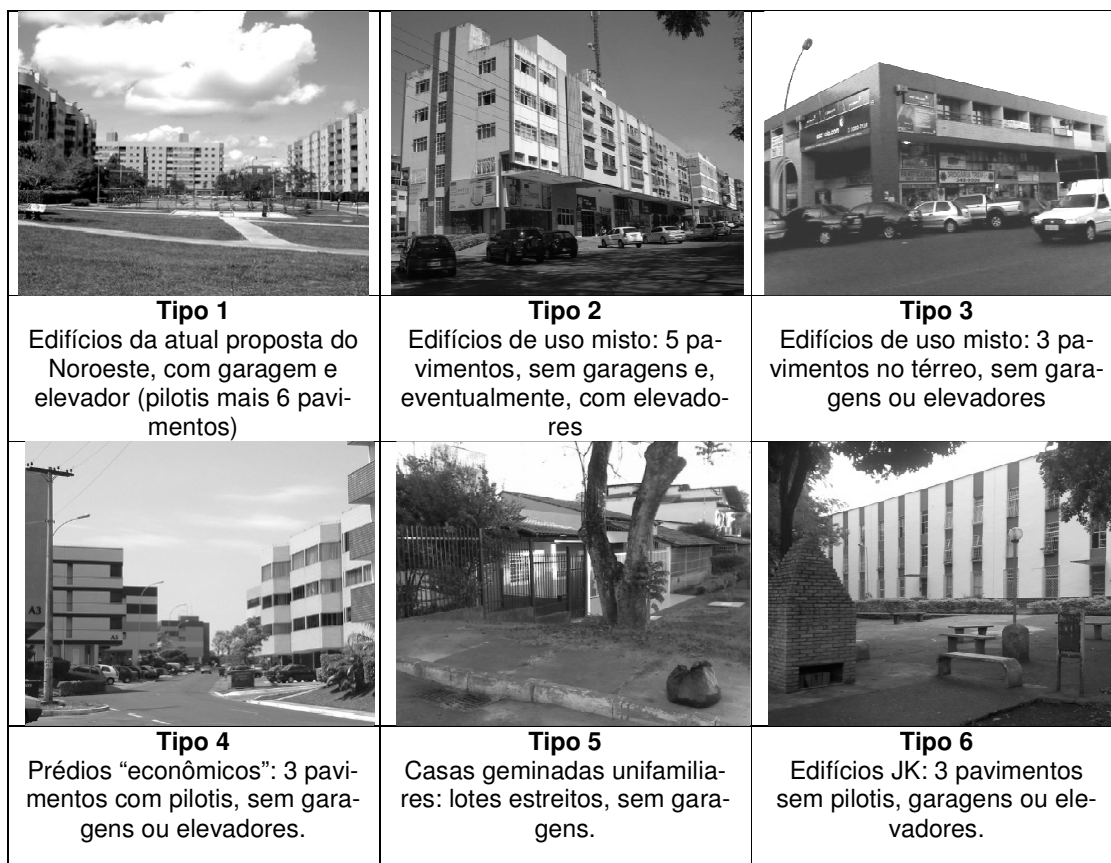 Tipo 1
Edifícios da atual proposta do
Noroeste, com garagem e
elevador (pilotis mais 6 pavi-
mentos)
Tipo 2
Edifícios de uso misto: 5 pa-
vimentos, sem garagens e,
eventualmente, com elevado-
res
Tipo 3
Edifícios de uso misto: 3 pa-
vimentos no térreo, sem gara-
gens ou elevadores
A3
A6
Tipo 4
Prédios “econômicos”: 3 pavi-
mentos com pilotis, sem gara-
gens ou elevadores.
Tipo 5
Casas geminadas unifamilia-
res: lotes estreitos, sem gara-
gens.
Tipo 6
Edifícios JK: 3 pavimentos
sem pilotis, garagens ou ele-
vadores.